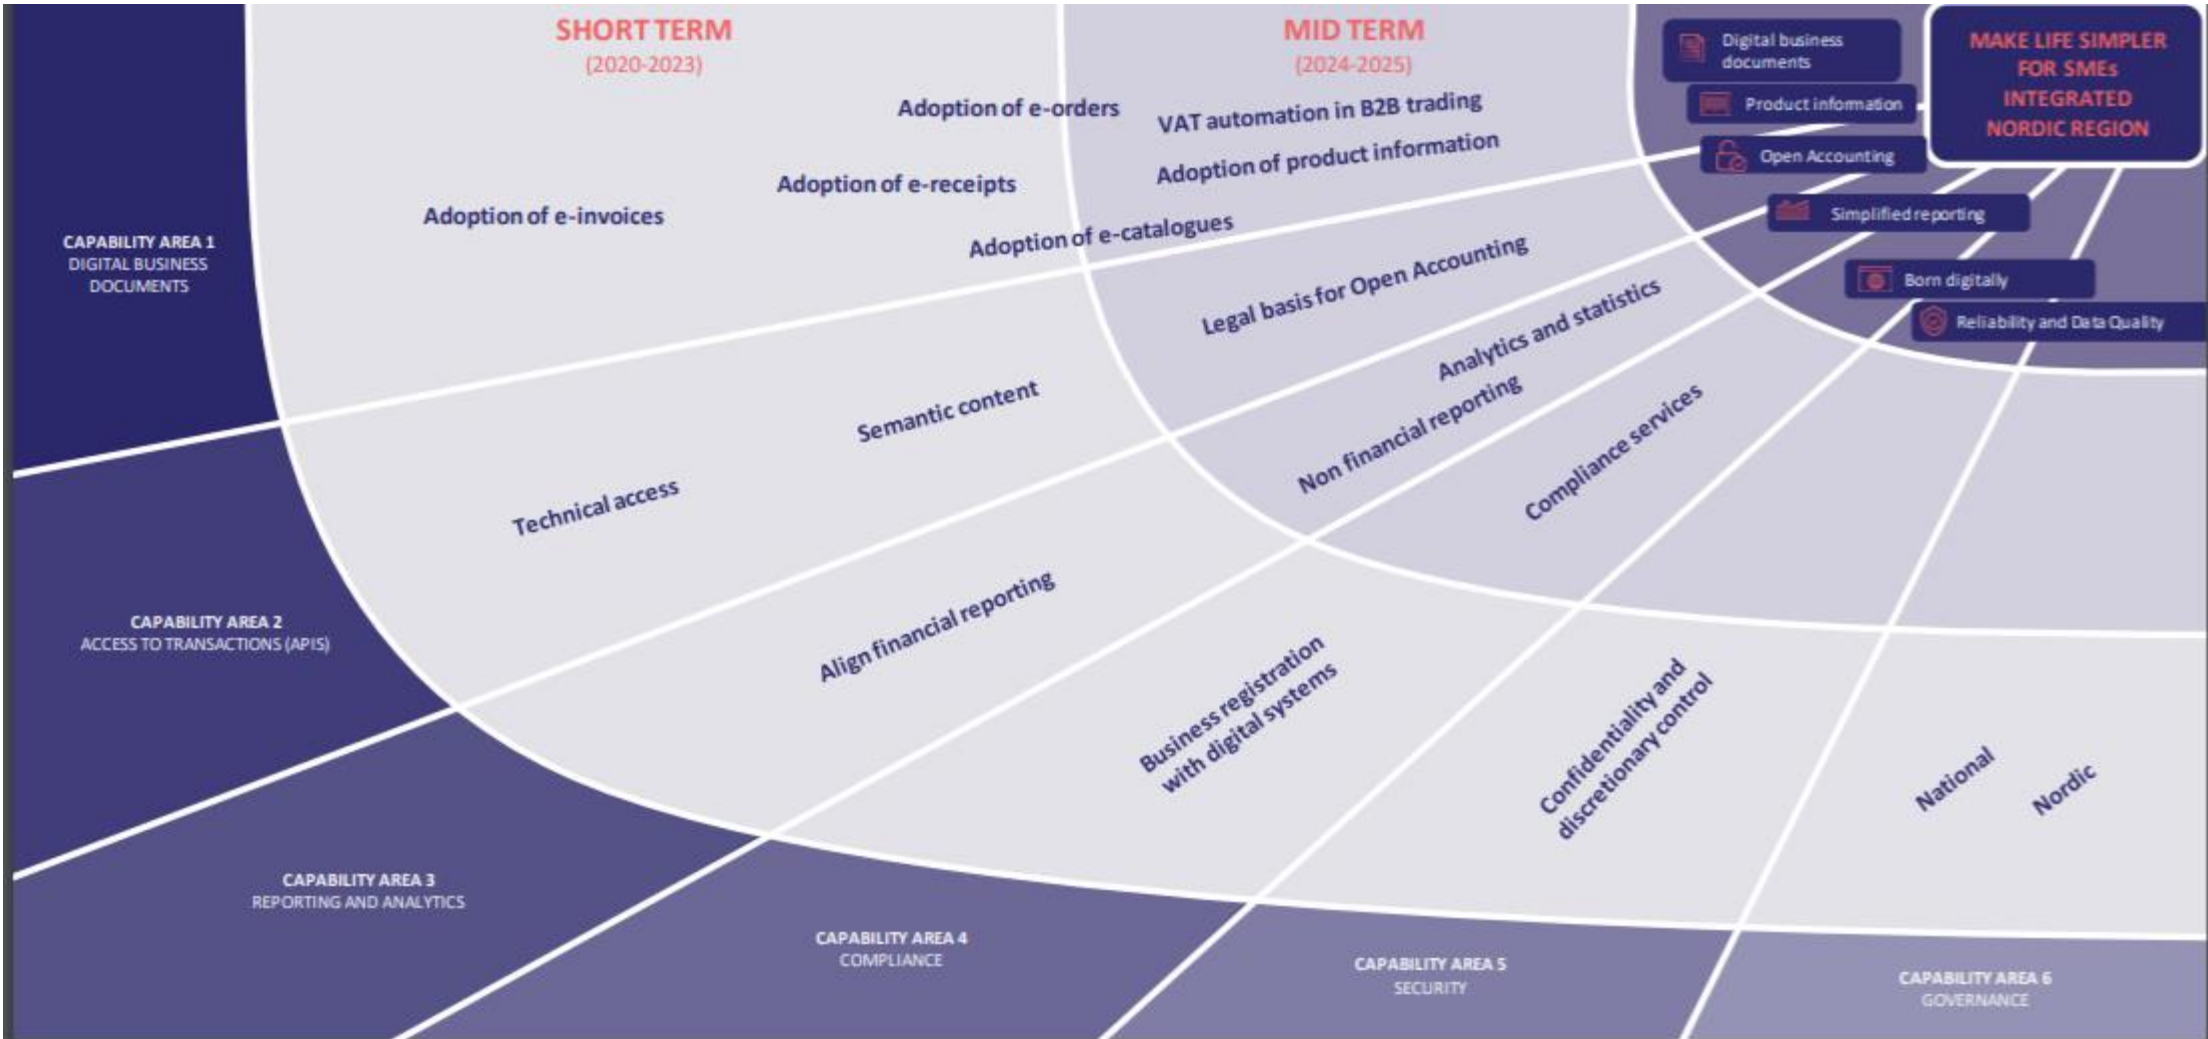 SHORT TERM
(2020-2023)
MID TERM
(2024-2025)
MAKE LIFE SIMPLER
FOR SMEs
INTEGRATED
NORDIC REGION
Digital business
documents
Product information
Open Accounting
Simplified reporting
Born digitally
Reliability and Data Quality
CAPABILITY AREA 1
DIGITAL BUSINESS
DOCUMENTS
Adoption of e-invoices
Adoption of e-receipts
Adoption of e-orders
Adoption of e-catalogues
VAT automation in B2B trading
Adoption of product information
CAPABILITY AREA 2
ACCESS TO TRANSACTIONS (APIS)
Technical access
Semantic content
Legal basis for Open Accounting
CAPABILITY AREA 3
REPORTING AND ANALYTICS
Align financial reporting
Non financial reporting
Analytics and statistics
CAPABILITY AREA 4
COMPLIANCE
Business registration
with digital systems
Compliance services
CAPABILITY AREA 5
SECURITY
Confidentiality and
discretionary control
CAPABILITY AREA 6
GOVERNANCE
National
Nordic